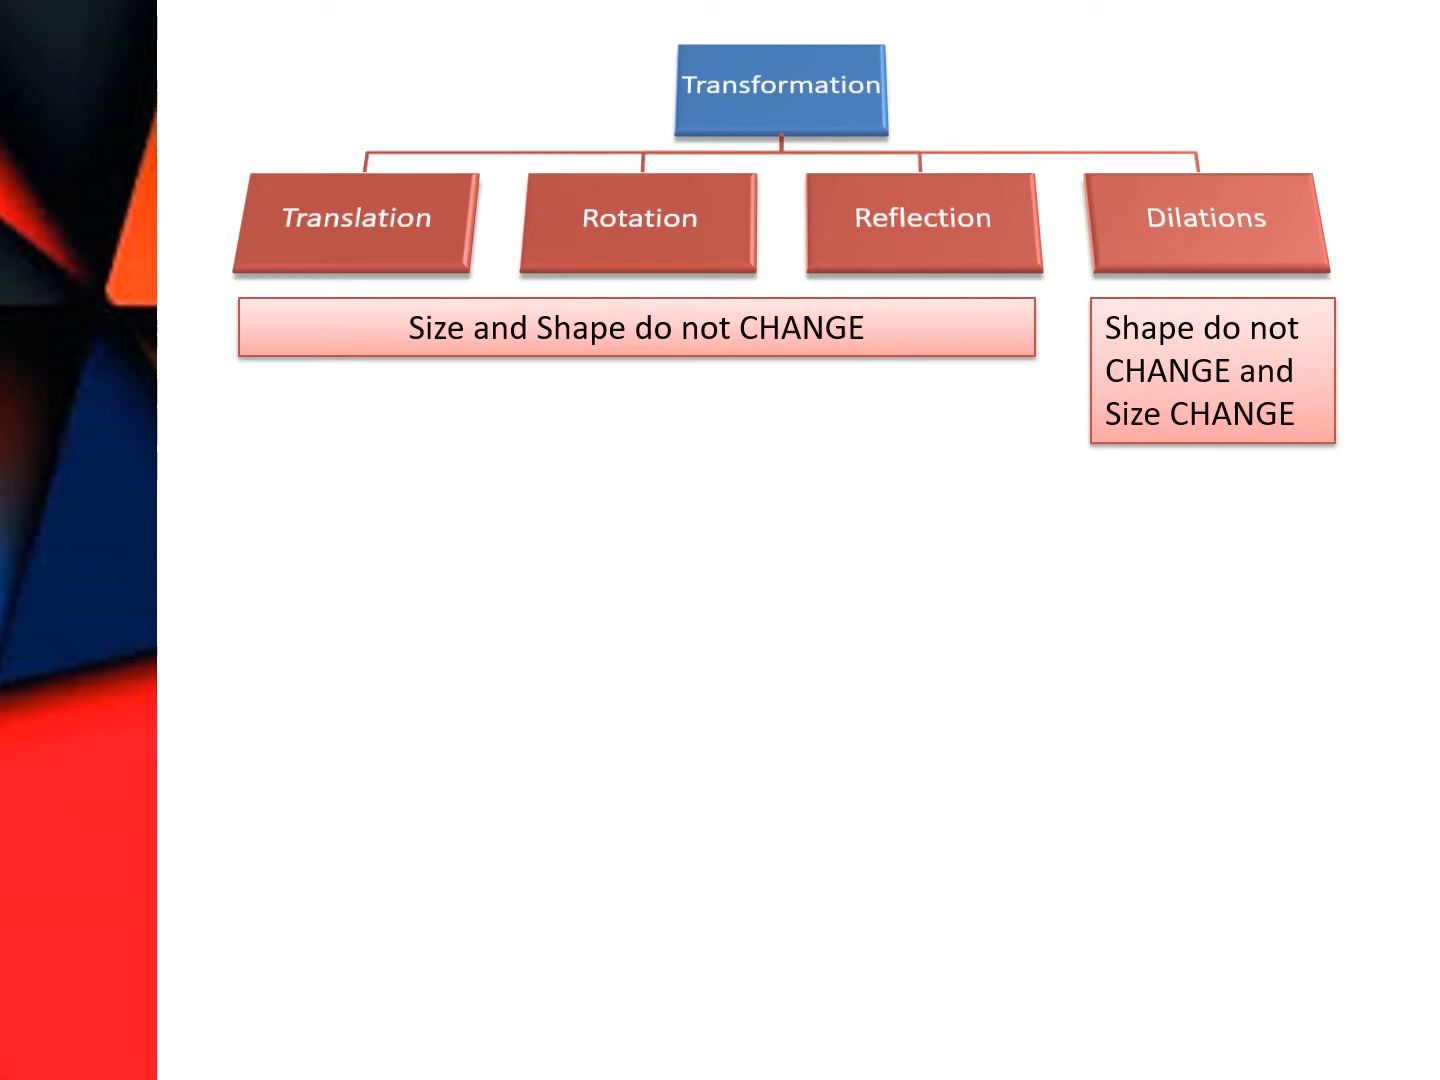 Transformation
Translation
Rotation
Reflection
Dilations
Size and Shape do not CHANGE
Shape do not
CHANGE and
Size CHANGE